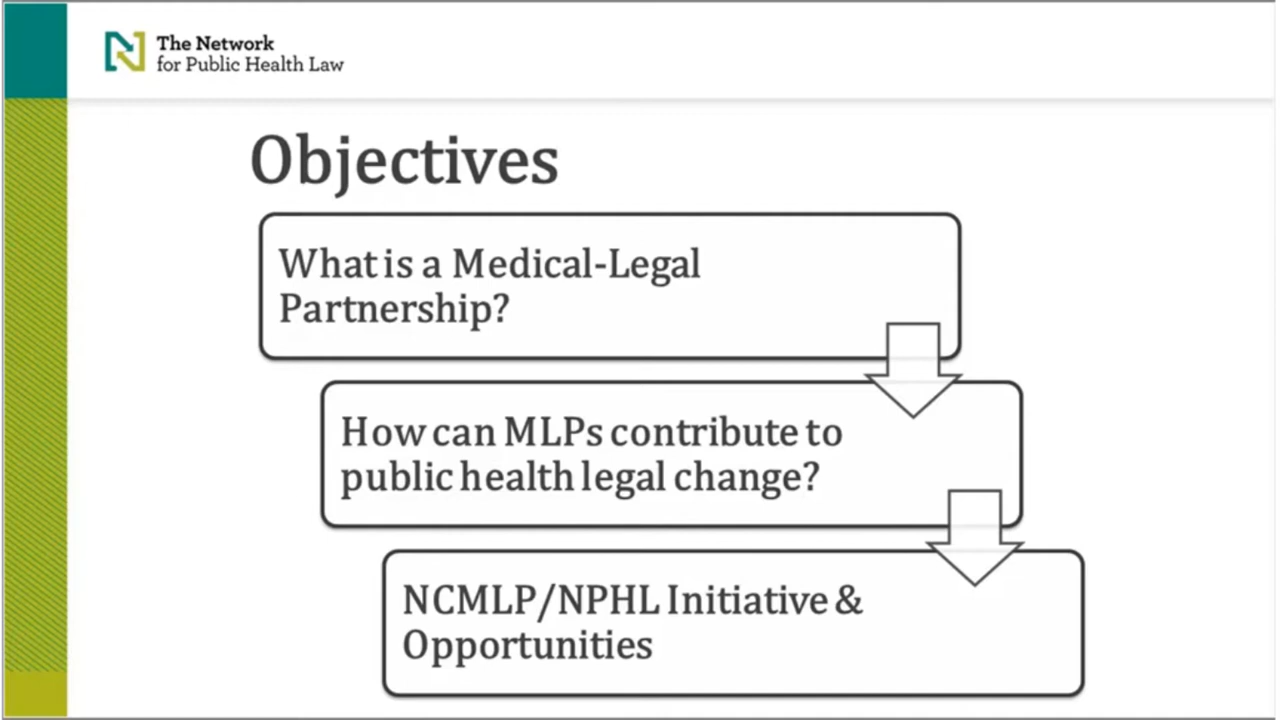 The Network
for Public Health Law
Objectives
What is a Medical-Legal
Partnership?
How can MLPs contribute to
public health legal change?
NCMLP/NPHL Initiative &
Opportunities